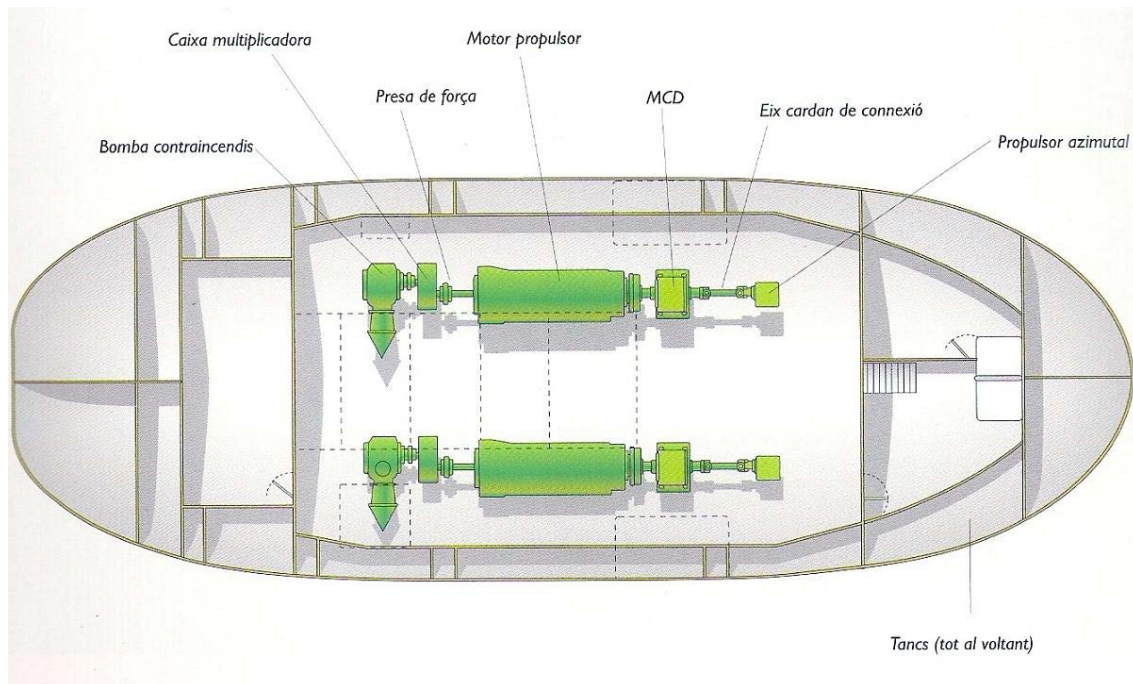 Caixa multiplicadora
Motor propulsor
Presa de força
MCD
Eix cardan de connexió
Bomba contraincendis
Propulsor azimutal
Tancs (tot al voltant)